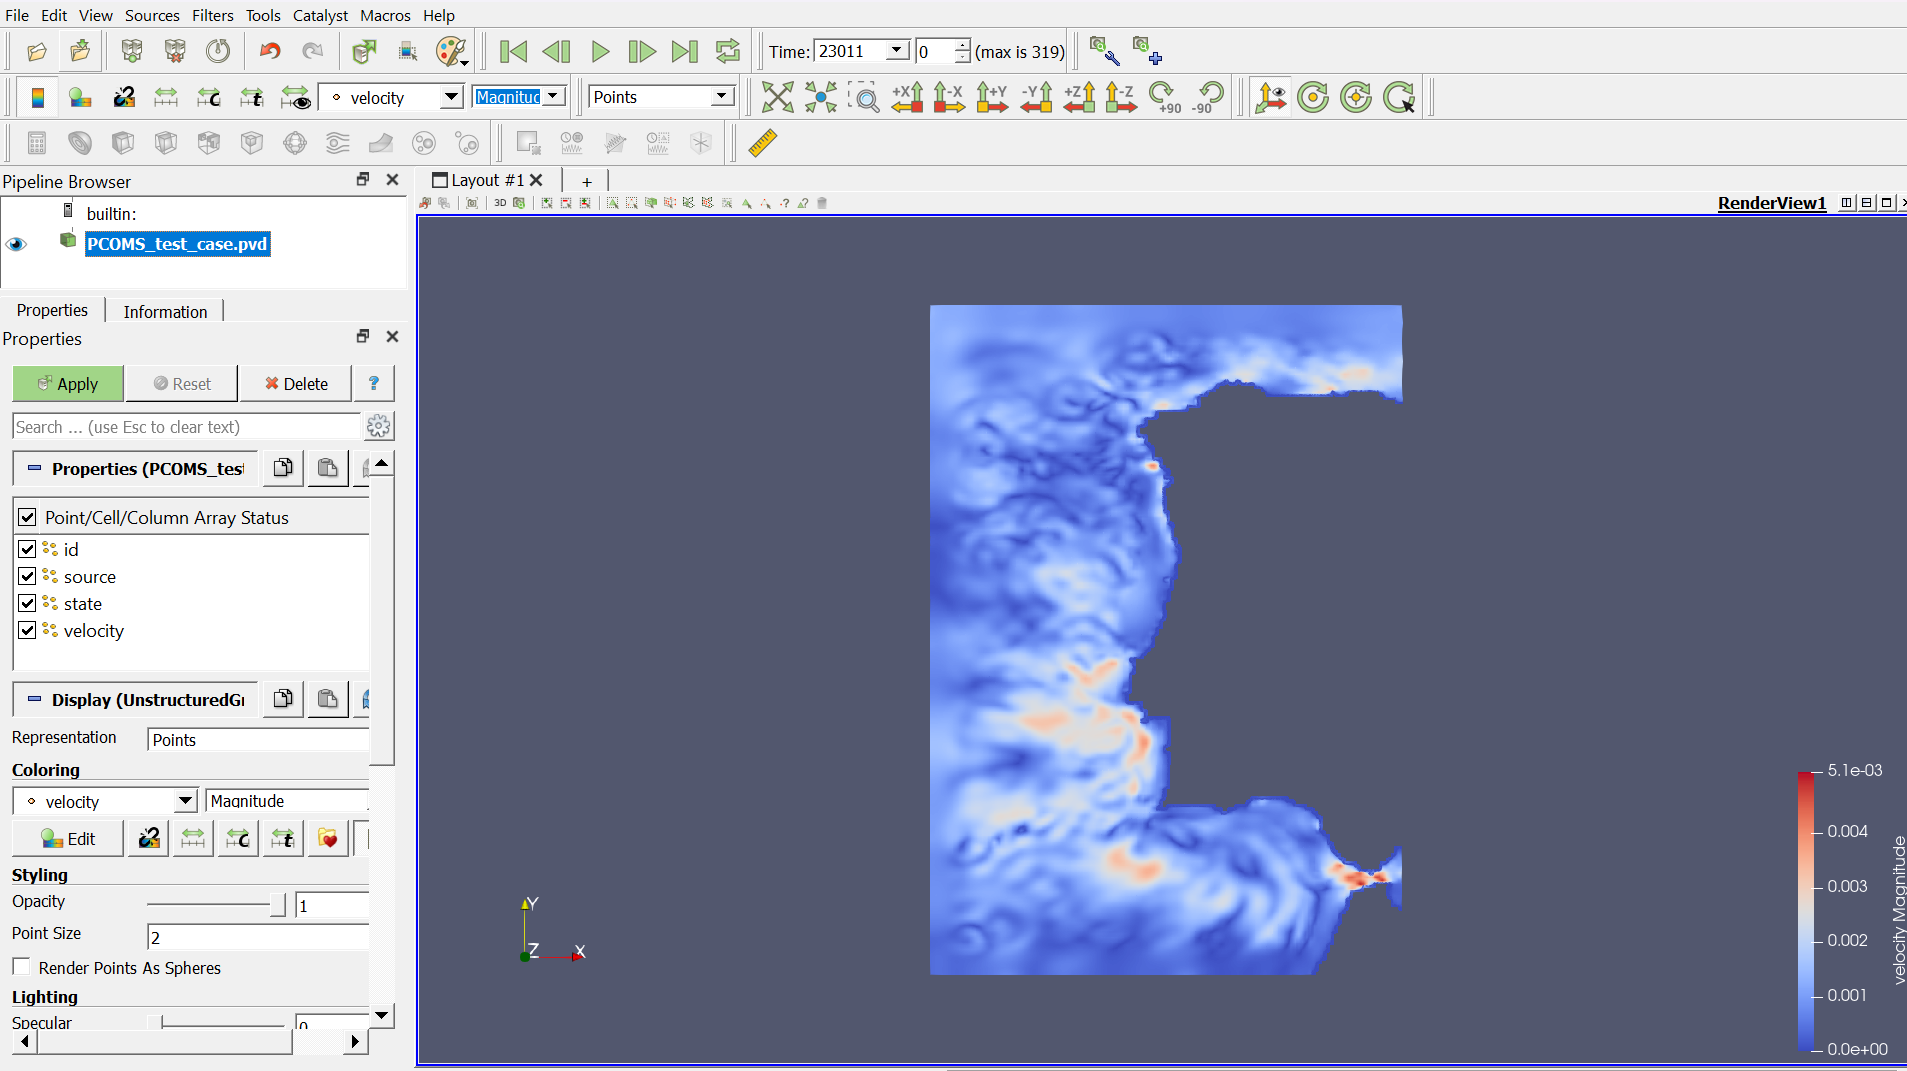 File Edit View Sources Filters Tools Catalyst Macros Help
Time: 23011 0 (max is 319)
velocity Magnituc Points +X -X +Y -Y +Z -Z +90 -90
Pipeline Browser
Layout #1 +
3D RenderView1
builtin:
PCOMS_test_case.pvd
Properties Information
Properties
Apply Reset Delete ?
Search ... (use Esc to clear text)
Properties (PCOMS_test
Point/Cell/Column Array Status
id
source
state
velocity
Display (UnstructuredGr
Representation Points
Coloring
velocity Magnitude
Edit
Styling
Opacity 1
Point Size 2
Render Points As Spheres
Lighting
Specular 0
Y
Z X
5.1e-03
0.004
0.003
0.002
0.001
0.0e+00
velocity Magnitude